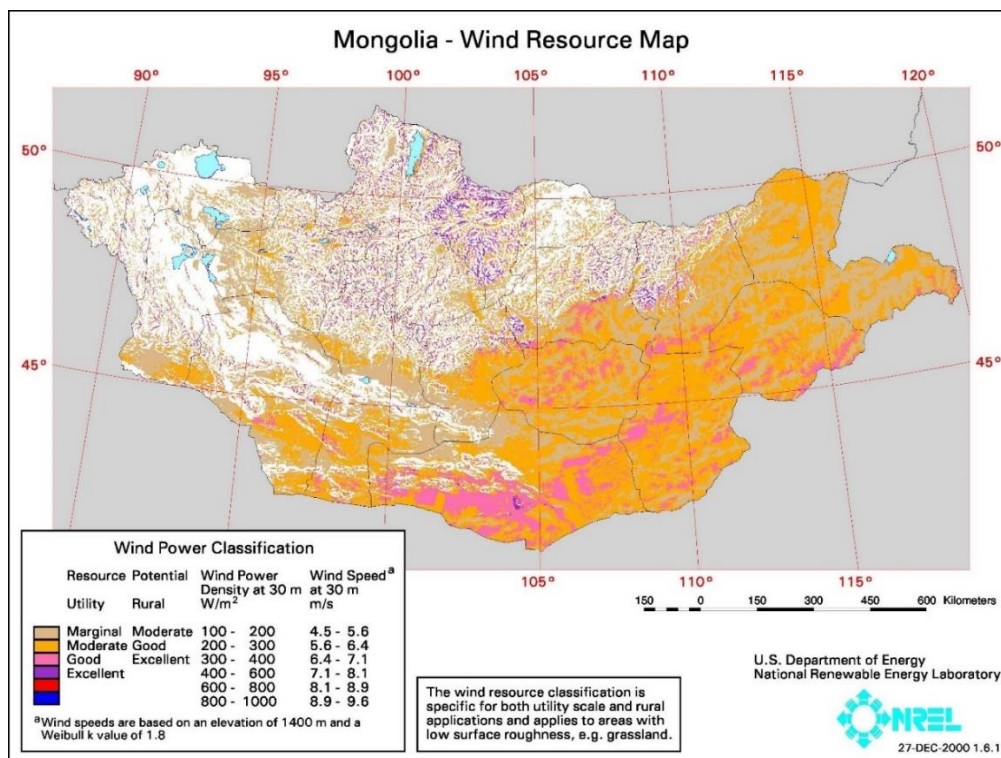 Mongolia - Wind Resource Map
90° 95° 100° 105° 110° 115° 120°
50° 50°
45° 45°
105° 110° 115°
Wind Power Classification
Resource Potential Wind Power Wind Speed a
Density at 30 m at 30 m
Utility Rural W/m2 m/s
Marginal Moderate 100 - 200 4.5 - 5.6
Moderate Good 200 - 300 5.6 - 6.4
Good Excellent 300 - 400 6.4 - 7.1
Excellent 400 - 600 7.1 - 8.1
600 - 800 8.1 - 8.9
800 - 1000 8.9 - 9.6
a Wind speeds are based on an elevation of 1400 m and a
Weibull k value of 1.8
The wind resource classification is
specific for both utility scale and rural
applications and applies to areas with
low surface roughness, e.g. grassland.
150 0 150 300 450 600 Kilometers
U.S. Department of Energy
National Renewable Energy Laboratory
NREL
27-DEC-2000 1.6.1